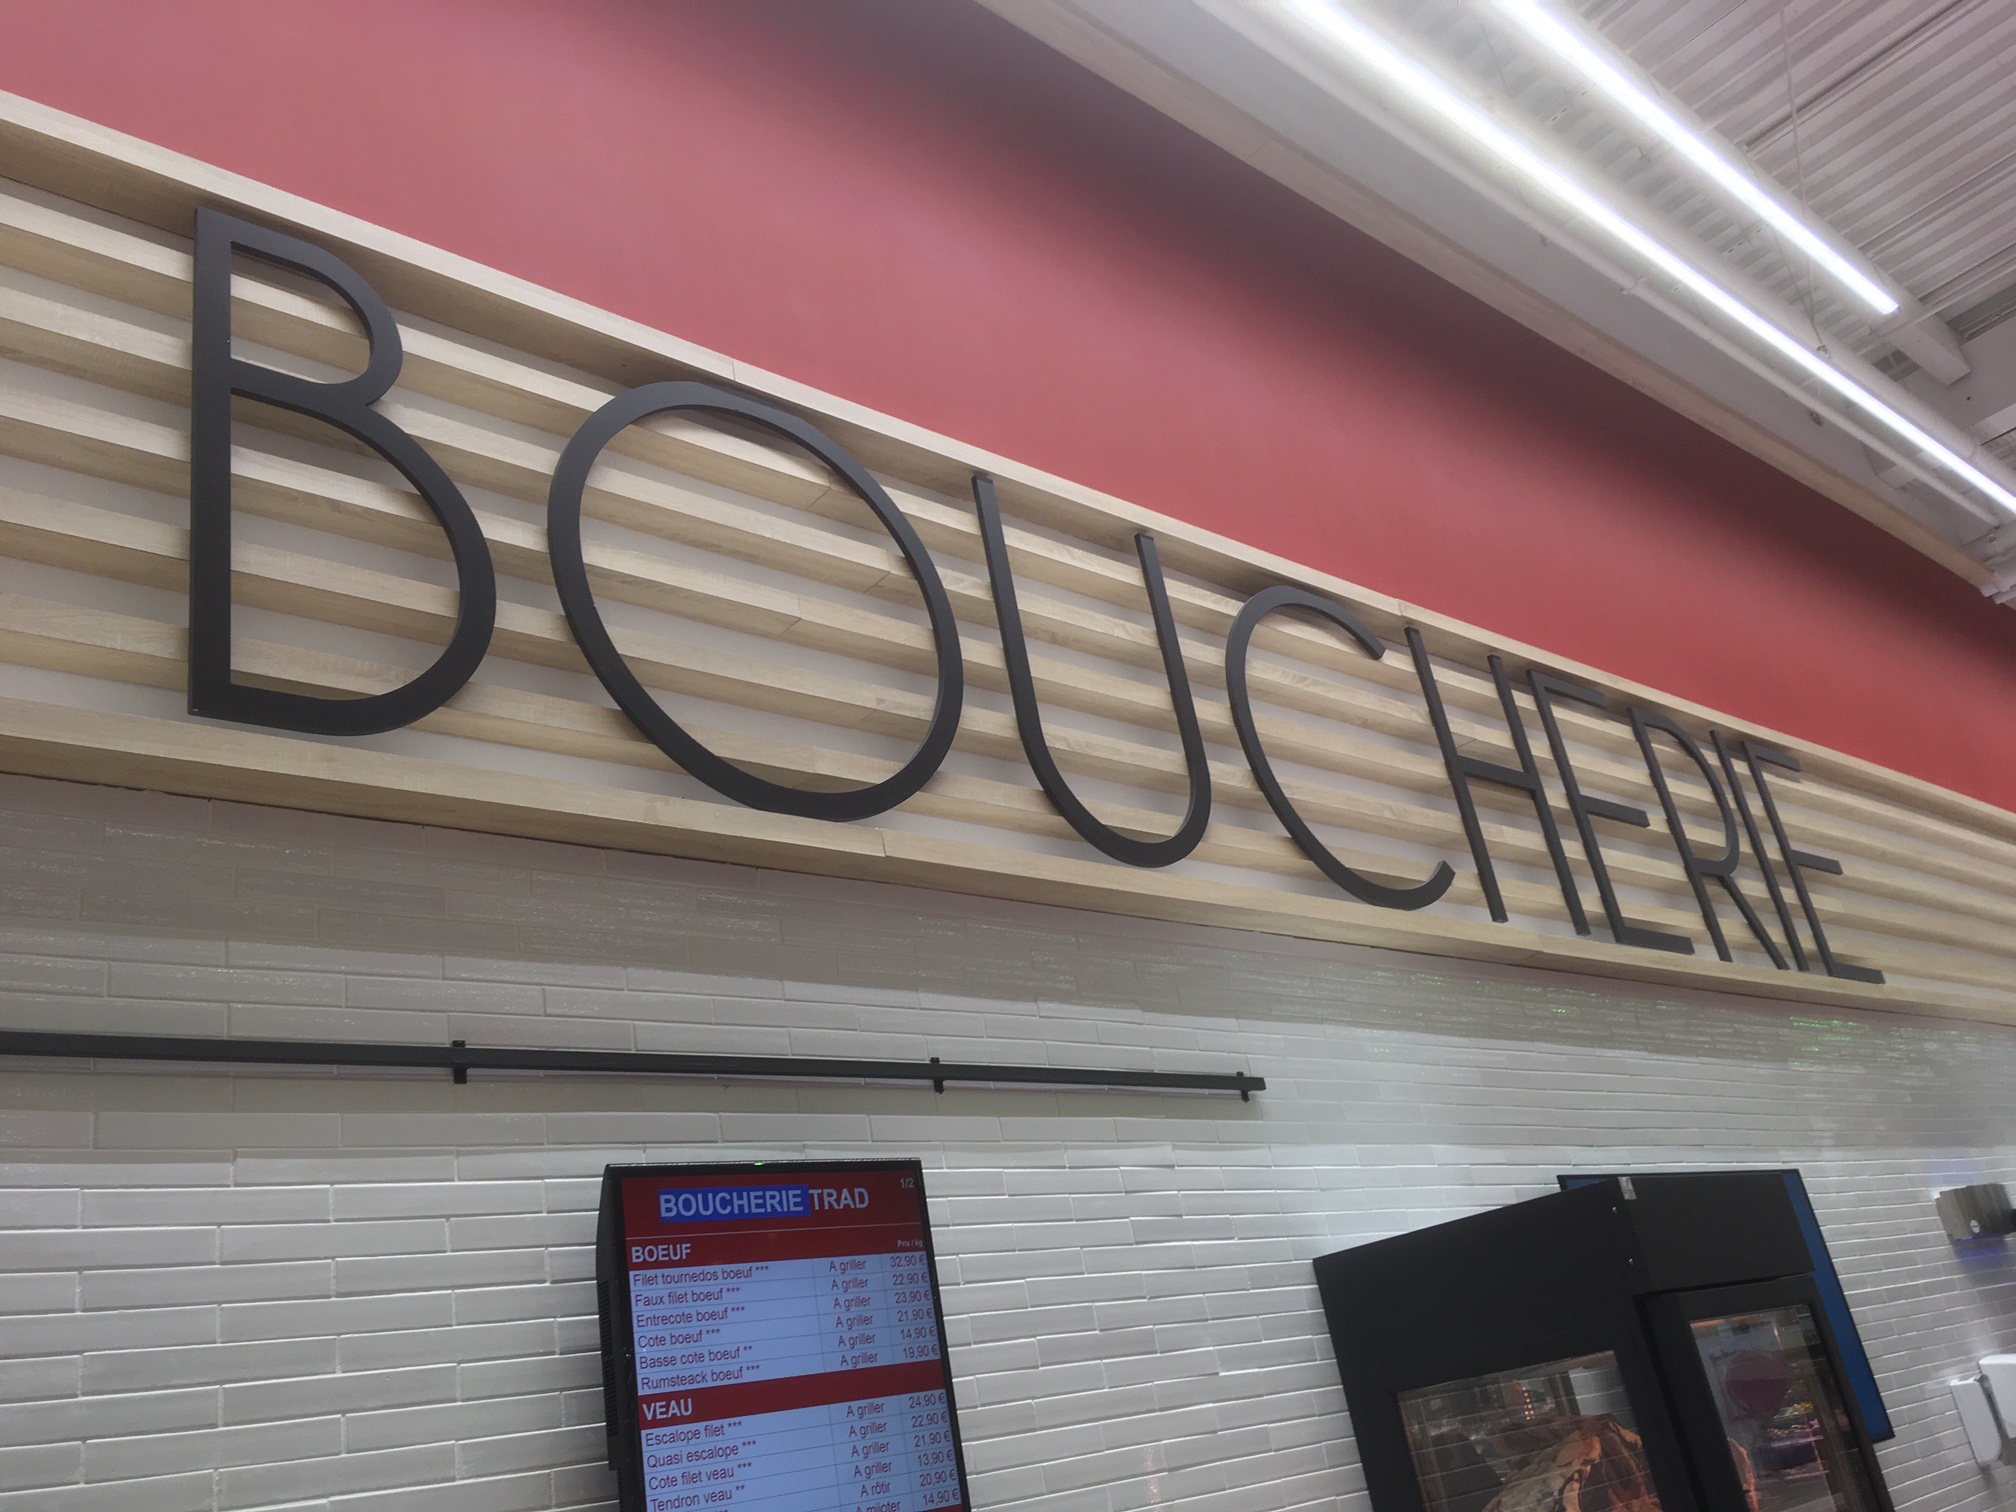 BOUCHERIE
BOUCHERIE TRAD 1/2
BOEUF Prix / kg
Filet tournedos boeuf *** A griller 32,90 €
Faux filet boeuf *** A griller 22,90 €
Entrecote boeuf *** A griller 23,90 €
Cote boeuf *** A griller 21,90 €
Basse cote boeuf ** A griller 14,90 €
Rumsteack boeuf *** A griller 19,90 €
VEAU
Escalope filet *** A griller 24,90 €
Quasi escalope *** A griller 22,90 €
Cote filet veau *** A griller 21,90 €
Tendron veau ** A griller 13,90 €
A rôtir 20,90 €
A mijoter 14,90 €